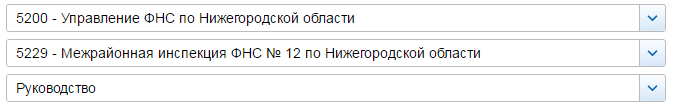 5200 - Управление ФНС по Нижегородской области
5229 - Межрайонная инспекция ФНС № 12 по Нижегородской области
Руководство